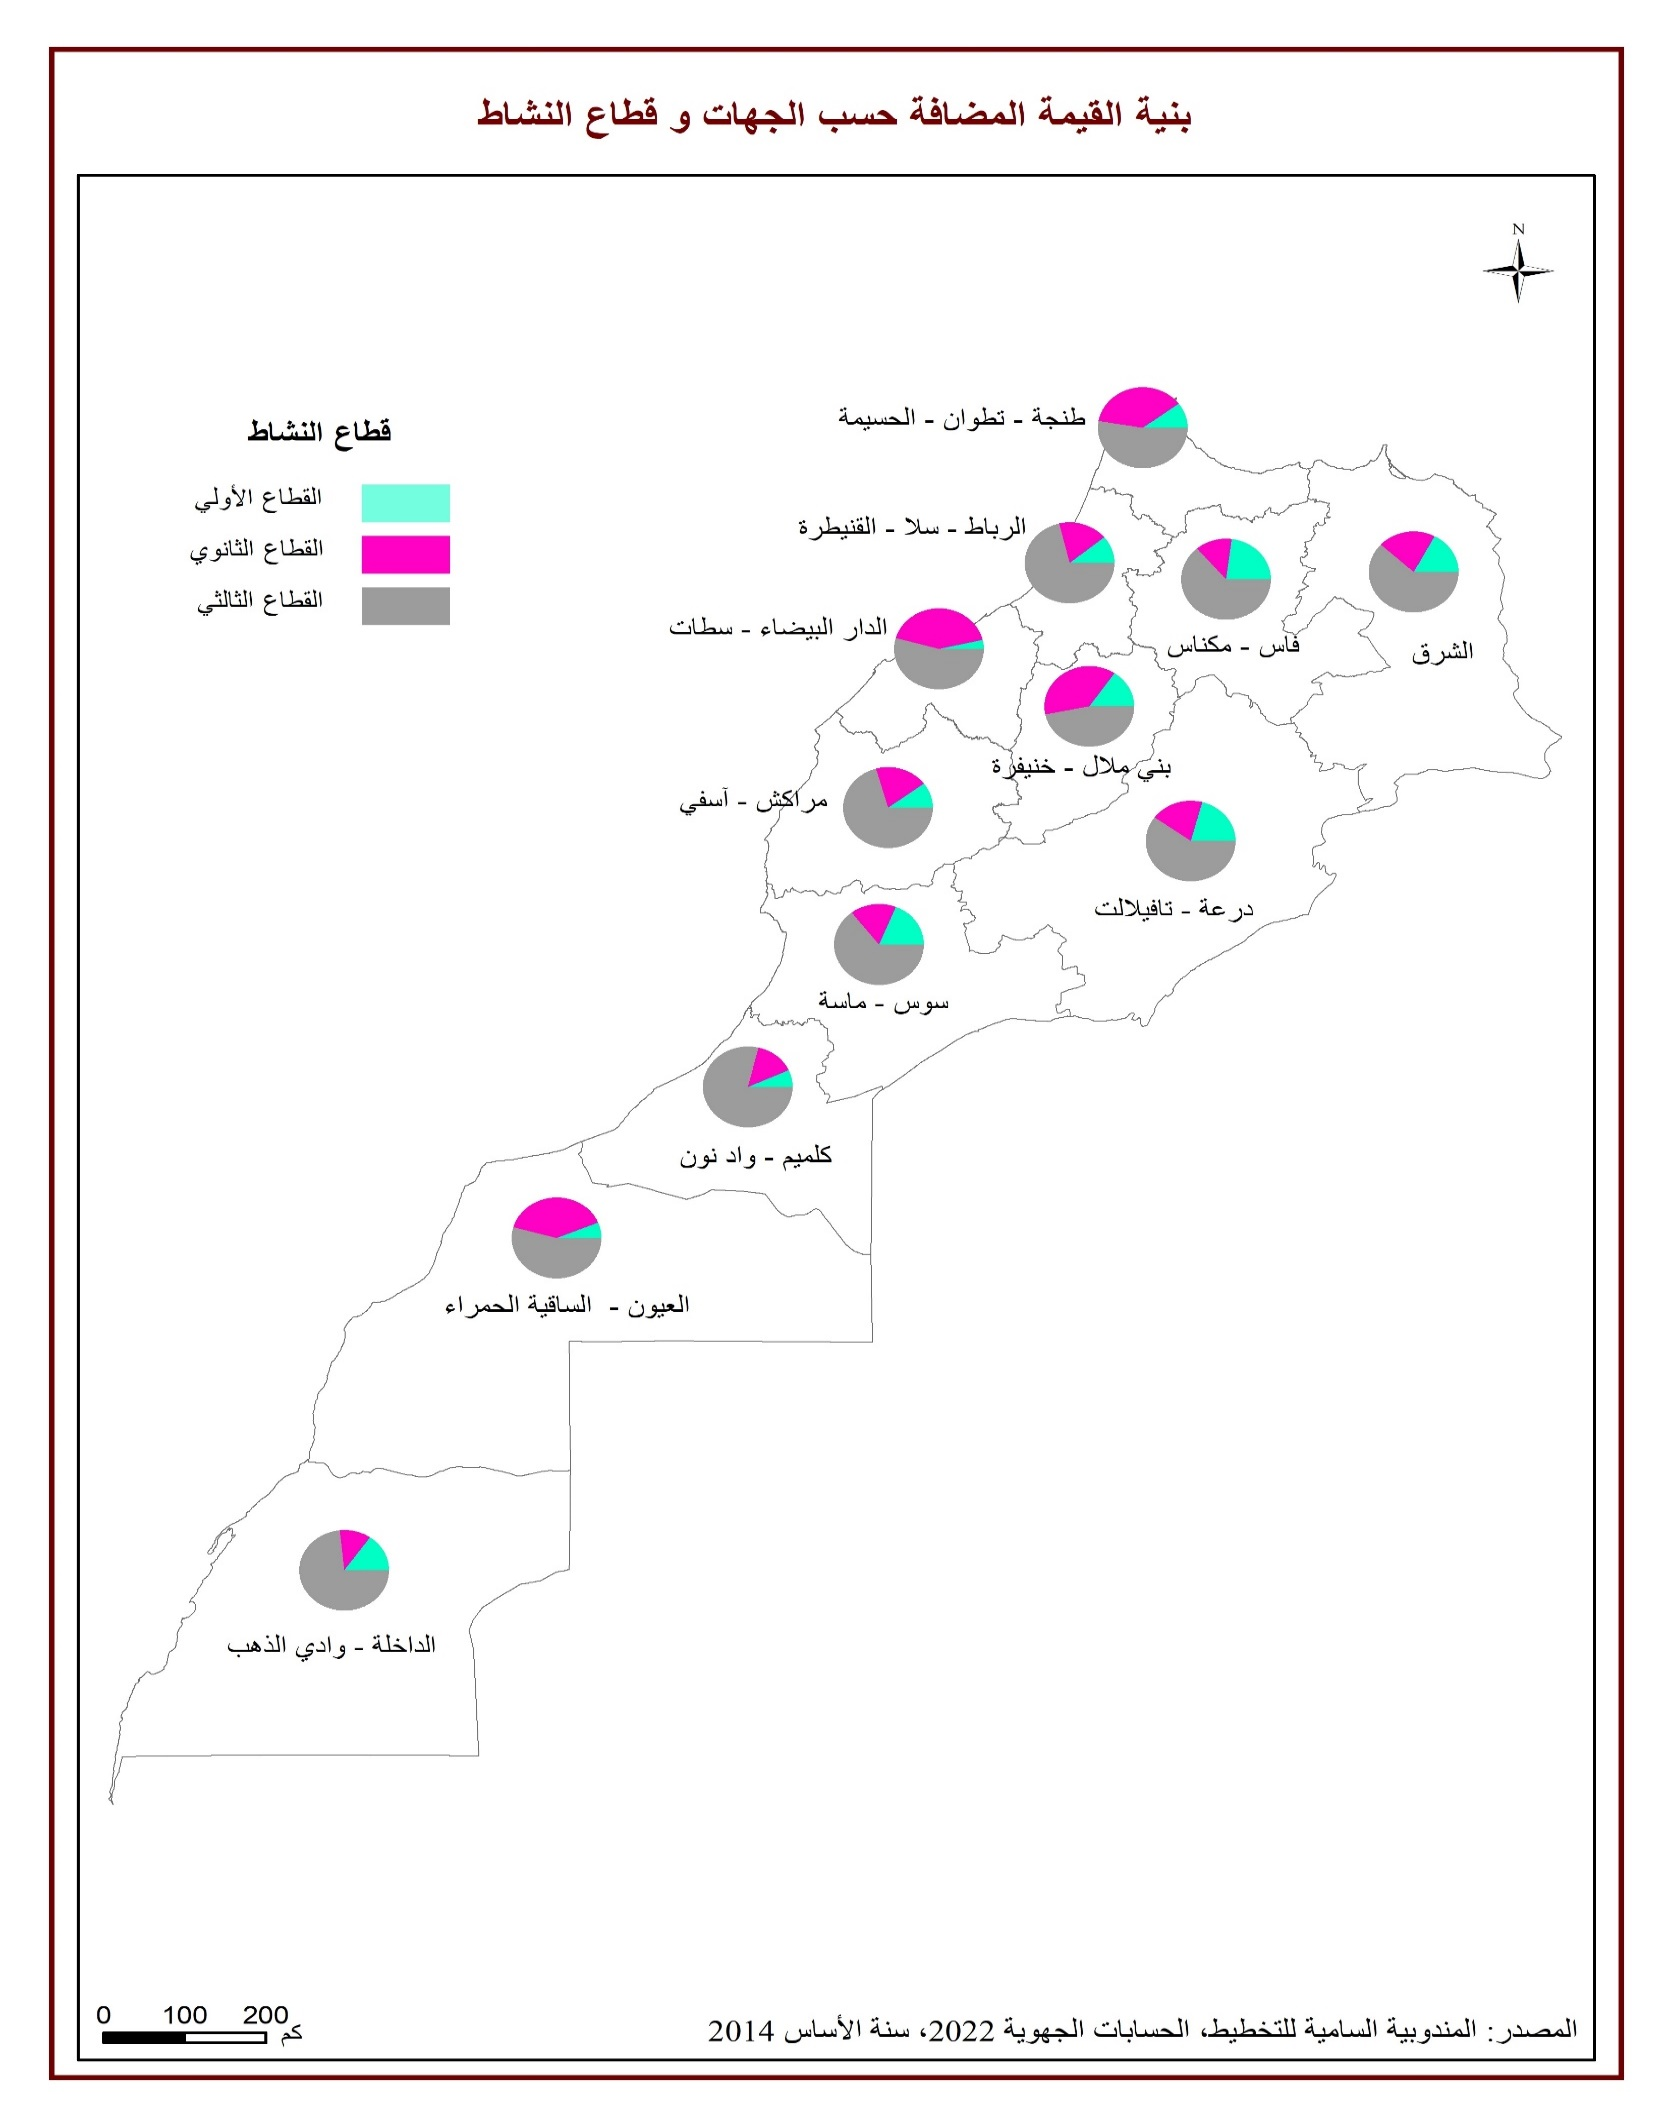 بنية القيمة المضافة حسب الجهات و قطاع النشاط
N
قطاع النشاط
القطاع الأولي
القطاع الثانوي
القطاع الثالثي
طنجة - تطوان - الحسيمة
الرباط - سلا - القنيطرة
الدار البيضاء - سطات
فاس - مكناس
الشرق
بني ملال - خنيفرة
مراكش - آسفي
درعة - تافيلالت
سوس - ماسة
كلميم - واد نون
العيون - الساقية الحمراء
الداخلة - وادي الذهب
0 100 200
كم
المصدر: المندوبية السامية للتخطيط، الحسابات الجهوية 2022، سنة الأساس 2014